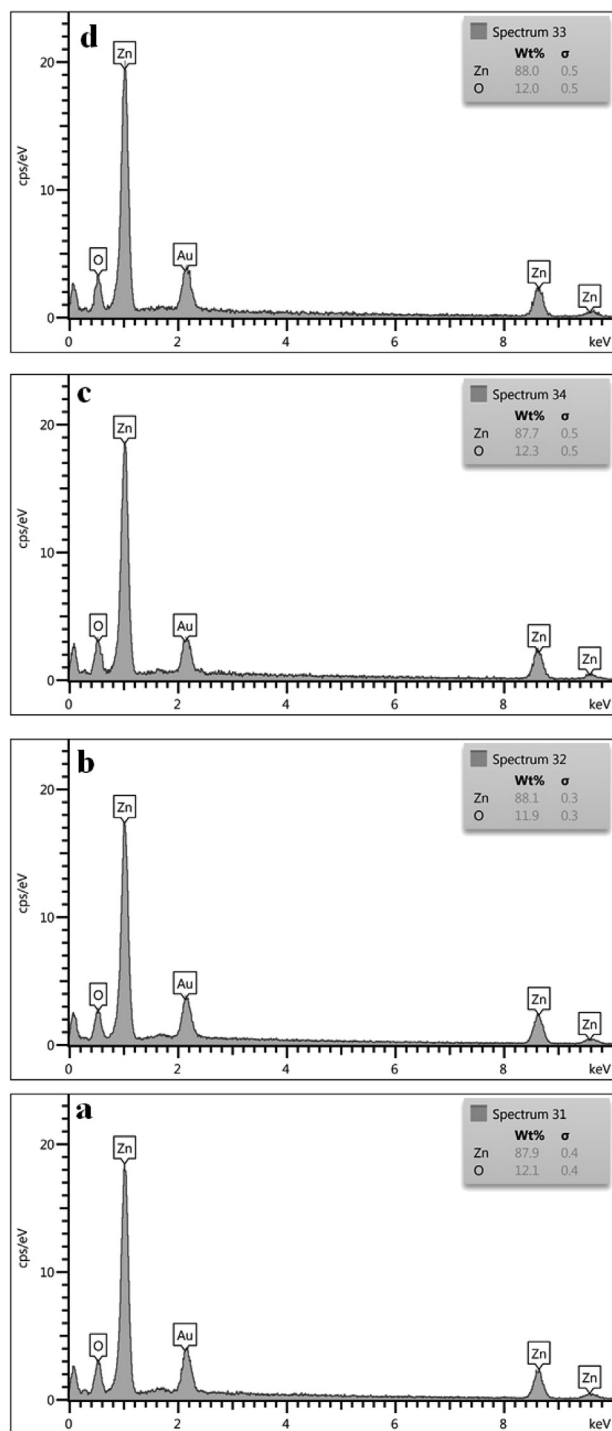 d
Spectrum 33
Wt% σ
Zn 88.0 0.5
O 12.0 0.5
cps/eV
20
10
0
O
Zn
Au
Zn
Zn
0 2 4 6 8 keV
c
Spectrum 34
Wt% σ
Zn 87.7 0.5
O 12.3 0.5
cps/eV
20
10
0
O
Zn
Au
Zn
Zn
0 2 4 6 8 keV
b
Spectrum 32
Wt% σ
Zn 88.1 0.3
O 11.9 0.3
cps/eV
20
10
0
O
Zn
Au
Zn
Zn
0 2 4 6 8 keV
a
Spectrum 31
Wt% σ
Zn 87.9 0.4
O 12.1 0.4
cps/eV
20
10
0
O
Zn
Au
Zn
Zn
0 2 4 6 8 keV